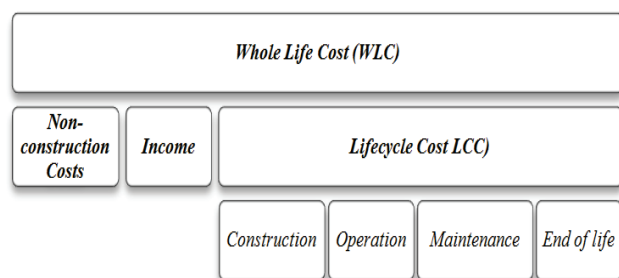 Whole Life Cost (WLC)
Non-
construction
Costs
Income
Lifecycle Cost LCC)
Construction
Operation
Maintenance
End of life